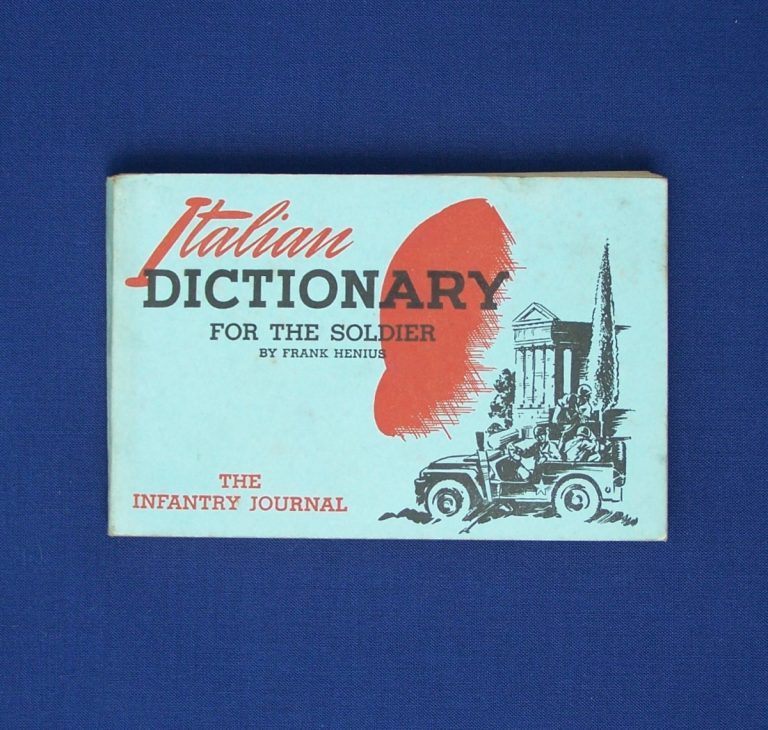 Italian
DICTIONARY
FOR THE SOLDIER
BY FRANK HENIUS
THE
INFANTRY JOURNAL